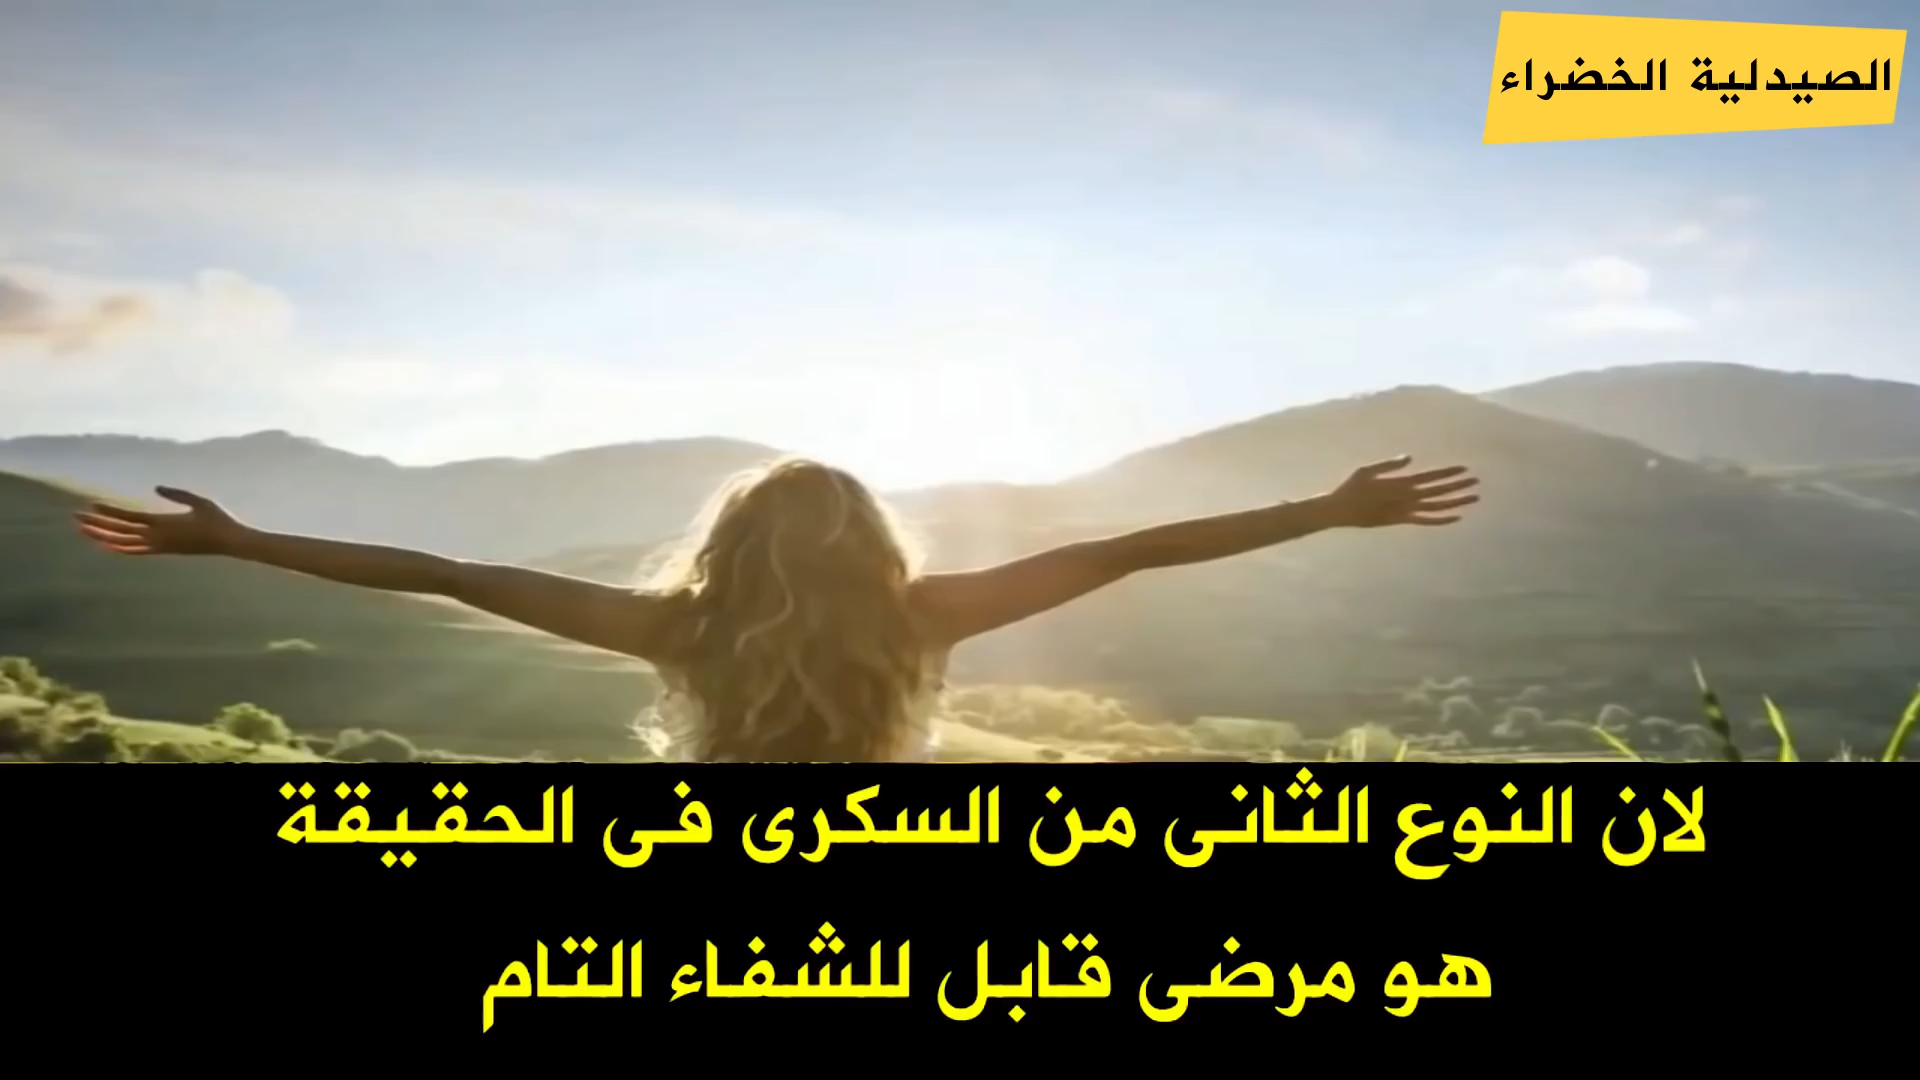 الصيدلية الخضراء
لان النوع الثانى من السكرى فى الحقيقة
هو مرضى قابل للشفاء التام